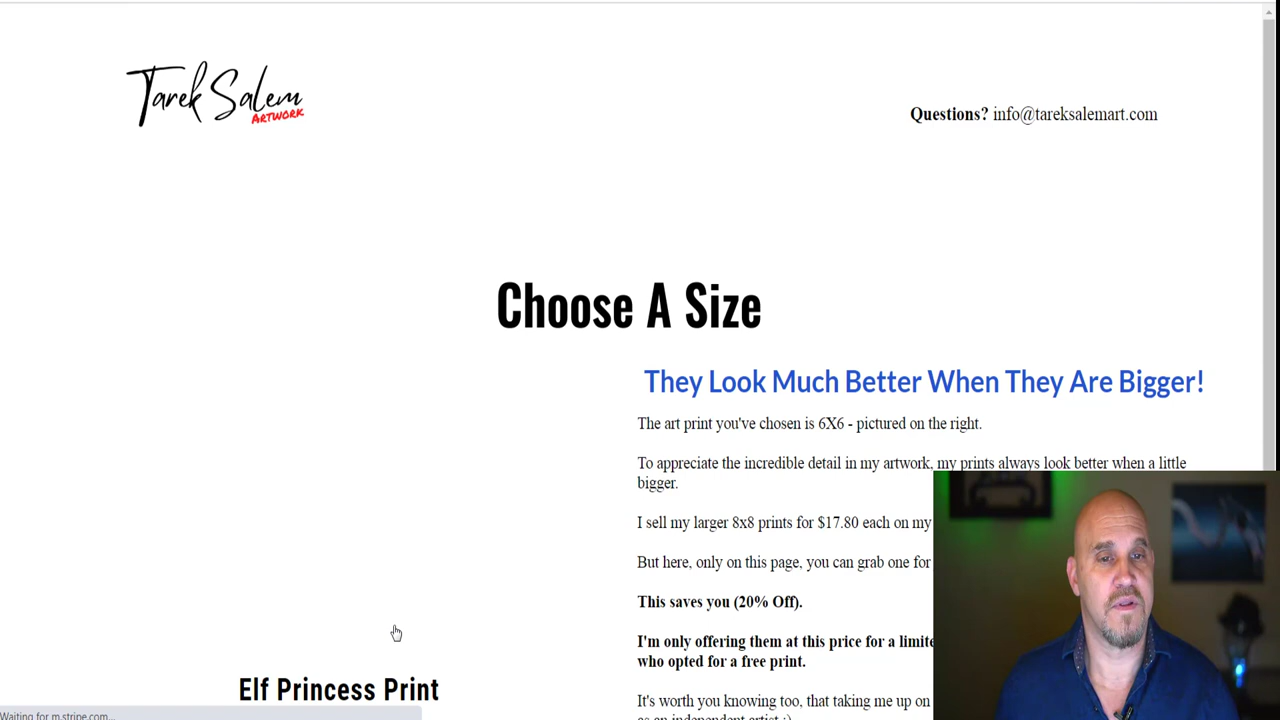 Tarek Salem
ARTWORK
Questions? info@tareksalemart.com
Choose A Size
They Look Much Better When They Are Bigger!
The art print you've chosen is 6X6 - pictured on the right.
To appreciate the incredible detail in my artwork, my prints always look better when a little
bigger.
I sell my larger 8x8 prints for $17.80 each on my
But here, only on this page, you can grab one for
This saves you (20% Off).
I'm only offering them at this price for a limite
who opted for a free print.
Elf Princess Print
It's worth you knowing too, that taking me up on
as an independent artist :)
Waiting for m.stripe.com...